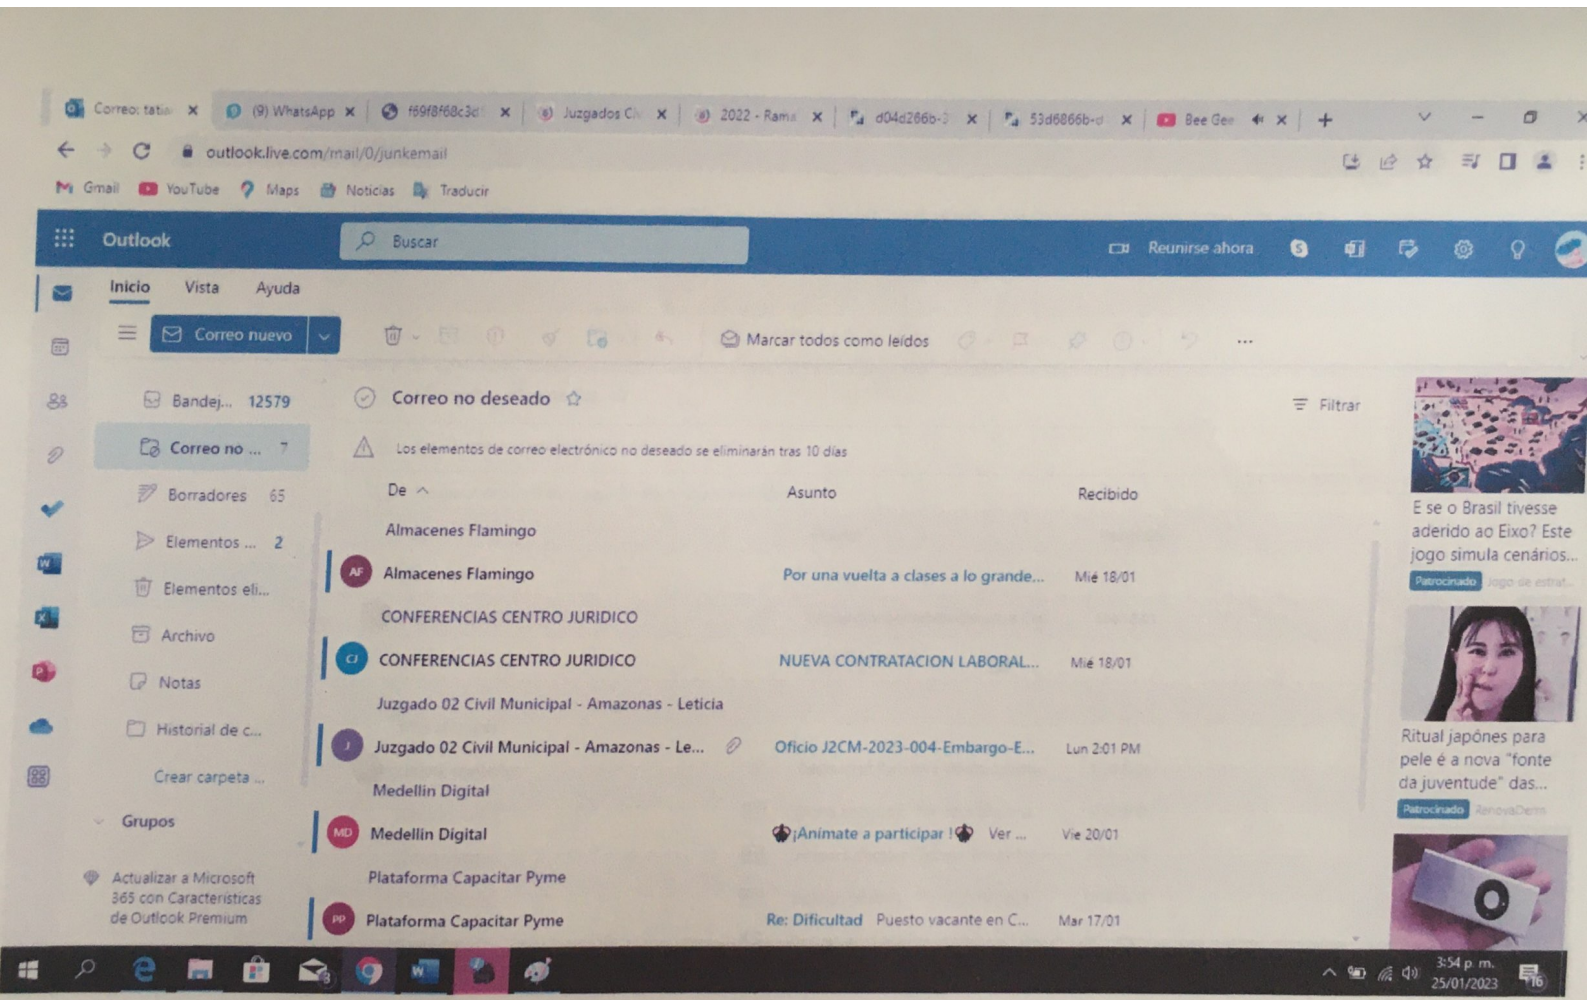 Correo: tatia
(9) WhatsApp
f69f8f68c3d
Juzgados Ci
2022 - Rama
d04d266b-3
53d6866b-d
Bee Gee
outlook.live.com/mail/0/junkemail
Gmail YouTube Maps Noticias Traducir
Outlook
Buscar
Reunirse ahora
Inicio Vista Ayuda
Correo nuevo
Marcar todos como leídos
Bandej... 12579
Correo no ... 7
Borradores 65
Elementos ... 2
Elementos eli...
Archivo
Notas
Historial de c...
Crear carpeta ...
Grupos
Actualizar a Microsoft
365 con Características
de Outlook Premium
Correo no deseado
Filtrar
Los elementos de correo electrónico no deseado se eliminarán tras 10 días
De Asunto Recibido
Almacenes Flamingo
AF Almacenes Flamingo Por una vuelta a clases a lo grande... Mié 18/01
CONFERENCIAS CENTRO JURIDICO
CJ CONFERENCIAS CENTRO JURIDICO NUEVA CONTRATACION LABORAL... Mié 18/01
Juzgado 02 Civil Municipal - Amazonas - Leticia
J Juzgado 02 Civil Municipal - Amazonas - Le... Oficio J2CM-2023-004-Embargo-E... Lun 2:01 PM
Medellin Digital
MD Medellin Digital ¡Anímate a participar ! Ver ... Vie 20/01
Plataforma Capacitar Pyme
PP Plataforma Capacitar Pyme Re: Dificultad Puesto vacante en C... Mar 17/01
E se o Brasil tivesse
aderido ao Eixo? Este
jogo simula cenários...
Patrocinado Jogo de estrat...
Ritual japônes para
pele é a nova "fonte
da juventude" das...
Patrocinado RenovaDerm
3:54 p. m.
25/01/2023
16